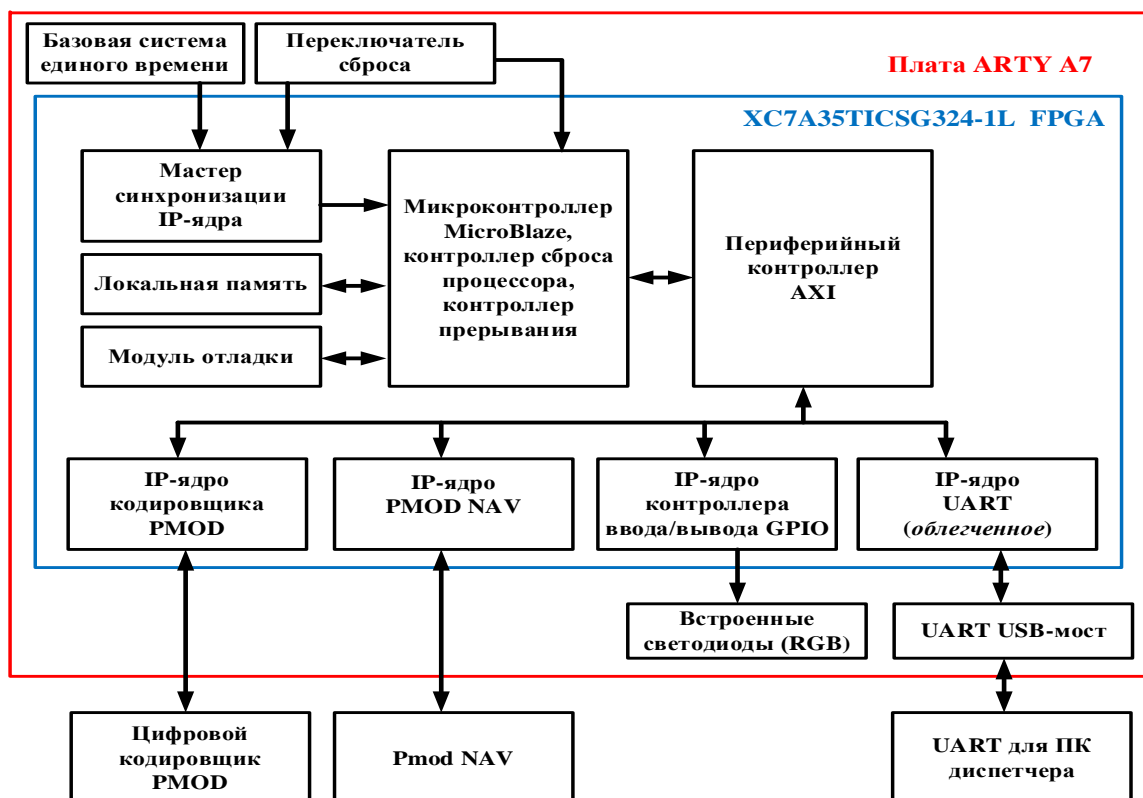 Базовая система
единого времени
Переключатель
сброса
Плата ARTY A7
XC7A35TICSG324-1L FPGA
Мастер
синхронизации
IP-ядра
Микроконтроллер
MicroBlaze,
контроллер сброса
процессора,
контроллер
прерывания
Периферийный
контроллер
AXI
Локальная память
Модуль отладки
IP-ядро
кодировщика
PMOD
IP-ядро
PMOD NAV
IP-ядро
контроллера
ввода/вывода GPIO
IP-ядро
UART
(облегченное)
Встроенные
светодиоды (RGB)
UART USB-мост
Цифровой
кодировщик
PMOD
Pmod NAV
UART для ПК
диспетчера